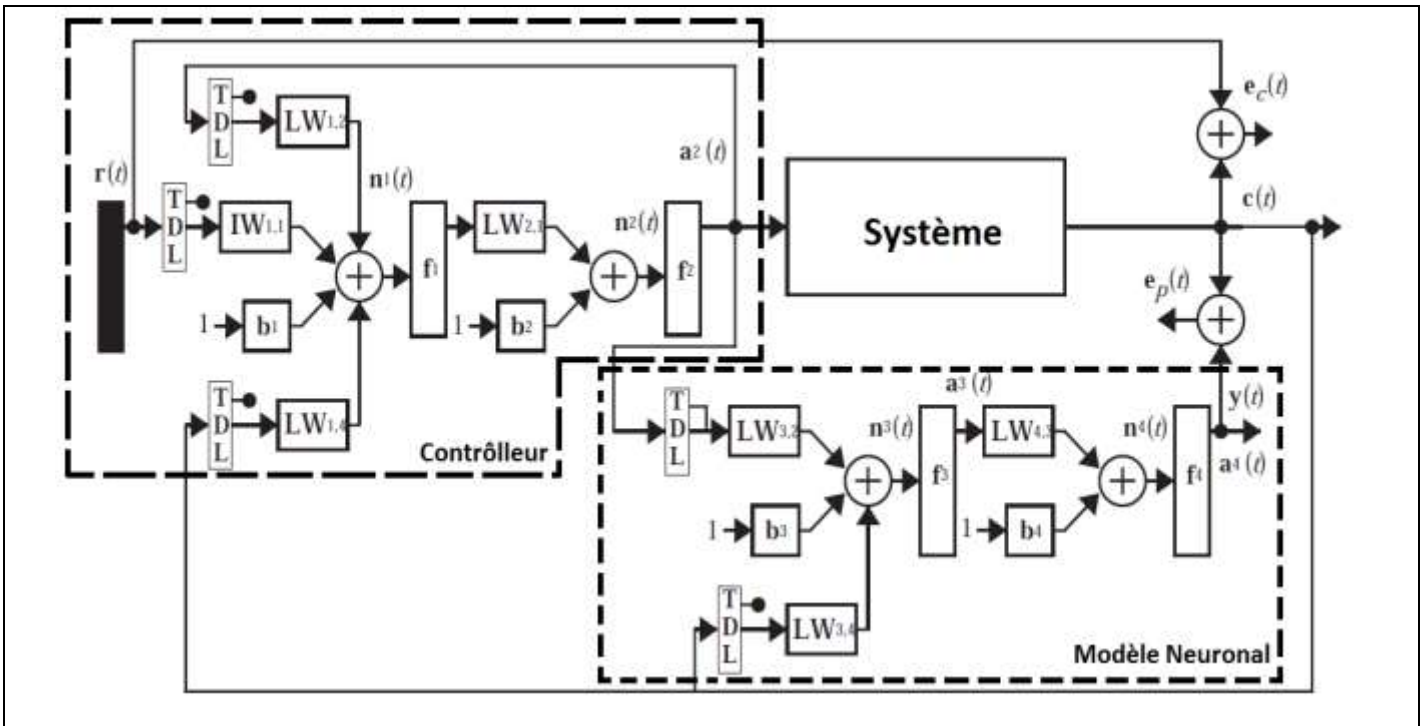 e_c(t)
T
D
L
LW1,2
a2 (t)
r(t)
n1(t)
c(t)
T
D
L
IW1,1
LW2,1
n2(t)
Système
f1
f2
e_p(t)
1
b1
1
b2
T
D
L
LW1,4
Contrôlleur
T
D
L
LW3,2
a3 (t)
n3(t)
LW4,3
n4(t)
y(t)
a4(t)
f3
f4
1
b3
1
b4
T
D
L
LW3,4
Modèle Neuronal